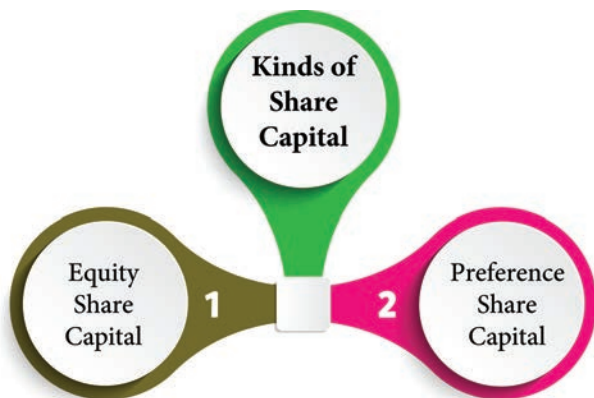 Kinds of
Share
Capital
Equity
Share
Capital
1
2
Preference
Share
Capital